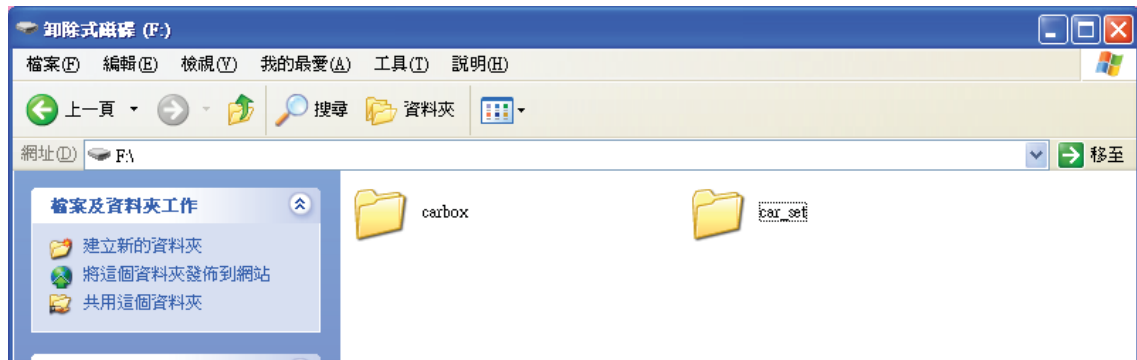 卸除式磁碟 (F:)
檔案(F) 編輯(E) 檢視(V) 我的最愛(A) 工具(T) 說明(H)
上一頁 搜尋 資料夾
網址(D) F:\ 移至
檔案及資料夾工作
建立新的資料夾
將這個資料夾發佈到網站
共用這個資料夾
carbox
car_set